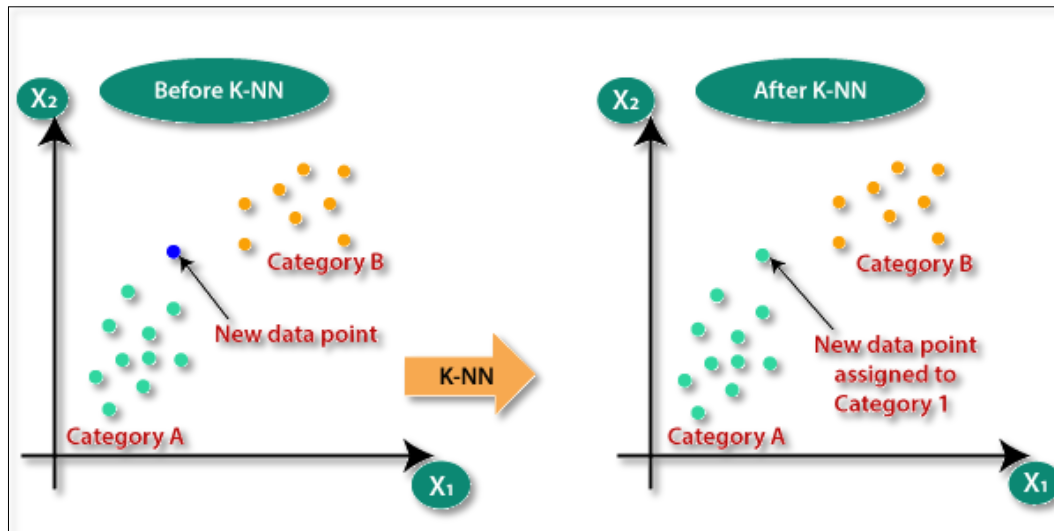 Before K-NN
X₂
Category B
New data point
Category A
X₁
K-NN
After K-NN
X₂
Category B
New data point
assigned to
Category 1
Category A
X₁